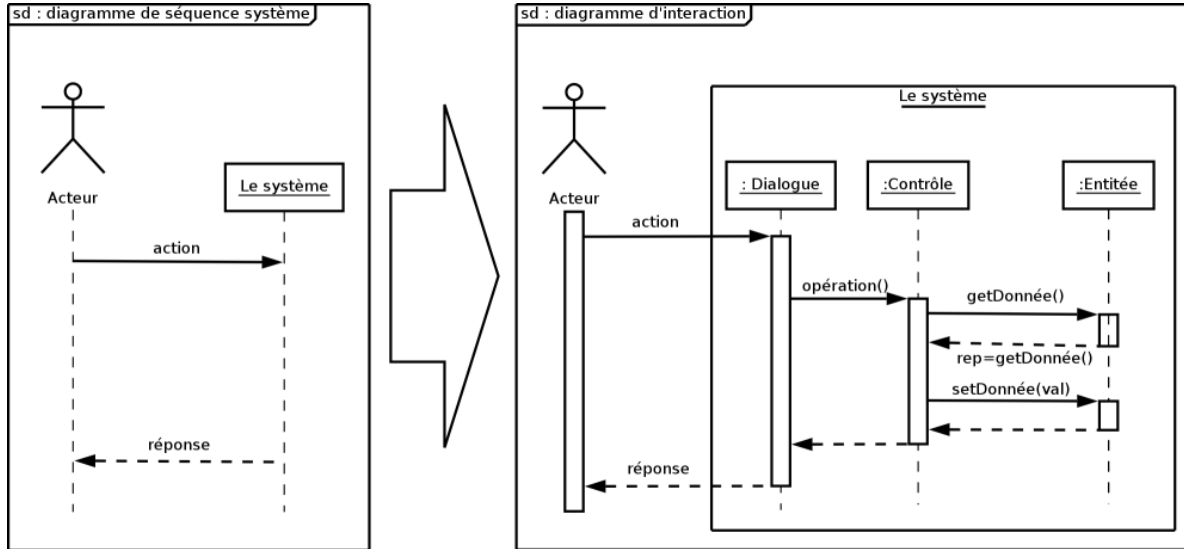 sd : diagramme de séquence système
Acteur
Le système
action
réponse
sd : diagramme d'interaction
Le système
Acteur
: Dialogue
:Contrôle
:Entitée
action
opération()
getDonnée()
rep=getDonnée()
setDonnée(val)
réponse